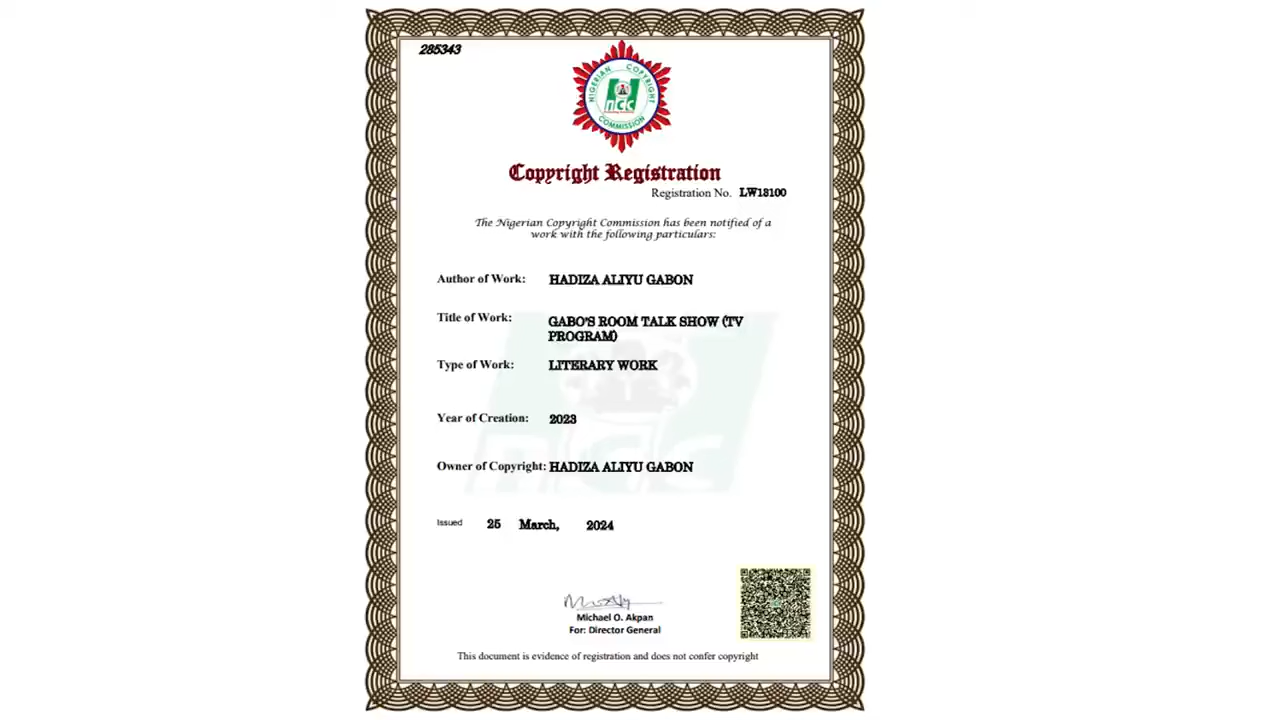 285343
NIGERIAN COPYRIGHT COMMISSION
ncc
Copyright Registration
Registration No. LW13100
The Nigerian Copyright Commission has been notified of a
work with the following particulars:
Author of Work: HADIZA ALIYU GABON
Title of Work: GABO'S ROOM TALK SHOW (TV
PROGRAM)
Type of Work: LITERARY WORK
Year of Creation: 2023
Owner of Copyright: HADIZA ALIYU GABON
ncc
Issued 25 March, 2024
Michael O. Akpan
For: Director General
This document is evidence of registration and does not confer copyright